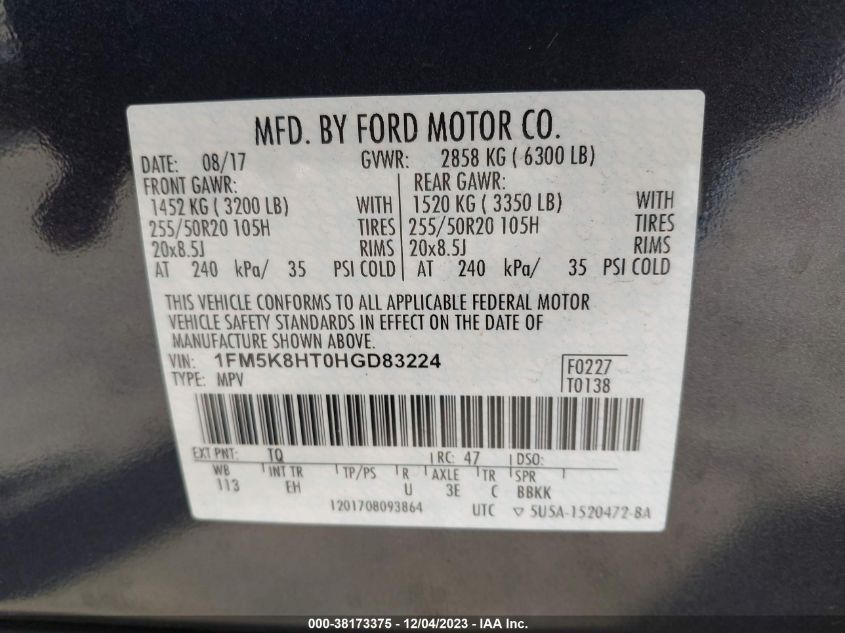 MFD. BY FORD MOTOR CO.
DATE: 08/17 GVWR: 2858 KG ( 6300 LB)
FRONT GAWR: REAR GAWR:
1452 KG ( 3200 LB) WITH 1520 KG ( 3350 LB) WITH
255/50R20 105H TIRES 255/50R20 105H TIRES
20x8.5J RIMS 20x8.5J RIMS
AT 240 kPa/ 35 PSI COLD AT 240 kPa/ 35 PSI COLD
THIS VEHICLE CONFORMS TO ALL APPLICABLE FEDERAL MOTOR
VEHICLE SAFETY STANDARDS IN EFFECT ON THE DATE OF
MANUFACTURE SHOWN ABOVE.
VIN: 1FM5K8HT0HGD83224 F0227
TYPE: MPV T0138
EXT PNT: TQ RC: 47 DSO:
WB INT TR TP/PS R AXLE TR SPR
113 EH U 3E C BBKK
1201708093864 UTC ▽ 5U5A-1520472-BA
000-38173375 - 12/04/2023 - IAA Inc.